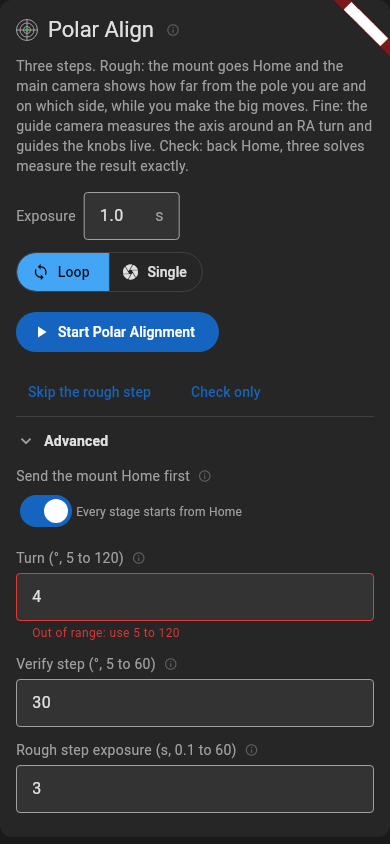 Polar Align
Three steps. Rough: the mount goes Home and the
main camera shows how far from the pole you are and
on which side, while you make the big moves. Fine: the
guide camera measures the axis around an RA turn and
guides the knobs live. Check: back Home, three solves
measure the result exactly.
Exposure 1.0 s
Loop Single
Start Polar Alignment
Skip the rough step Check only
Advanced
Send the mount Home first
Every stage starts from Home
Turn (°, 5 to 120)
4
Out of range: use 5 to 120
Verify step (°, 5 to 60)
30
Rough step exposure (s, 0.1 to 60)
3